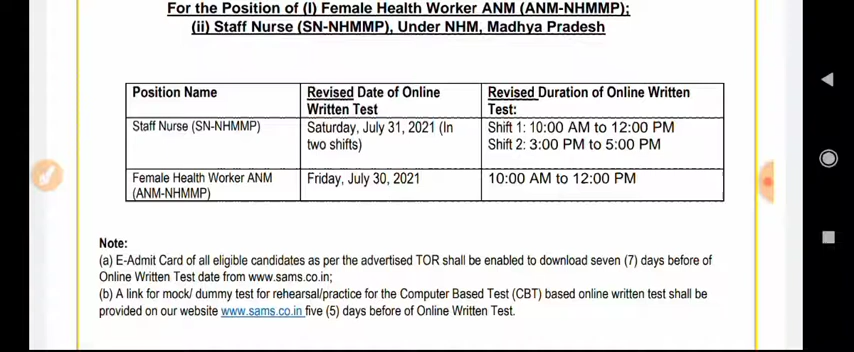 For the Position of (I) Female Health Worker ANM (ANM-NHMMP);
(ii) Staff Nurse (SN-NHMMP), Under NHM, Madhya Pradesh
Position Name
Revised Date of Online
Written Test
Revised Duration of Online Written
Test:
Staff Nurse (SN-NHMMP)
Saturday, July 31, 2021 (In
two shifts)
Shift 1: 10:00 AM to 12:00 PM
Shift 2: 3:00 PM to 5:00 PM
Female Health Worker ANM
(ANM-NHMMP)
Friday, July 30, 2021
10:00 AM to 12:00 PM
Note:
(a) E-Admit Card of all eligible candidates as per the advertised TOR shall be enabled to download seven (7) days before of
Online Written Test date from www.sams.co.in;
(b) A link for mock/ dummy test for rehearsal/practice for the Computer Based Test (CBT) based online written test shall be
provided on our website www.sams.co.in five (5) days before of Online Written Test.